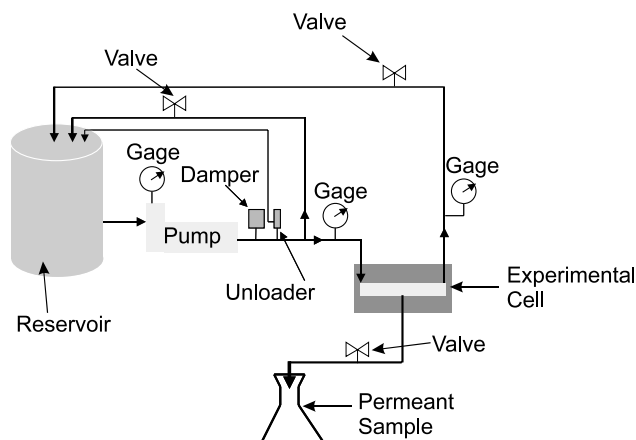 Valve
Valve
Gage
Damper
Gage
Gage
Pump
Unloader
Experimental
Cell
Reservoir
Valve
Permeant
Sample